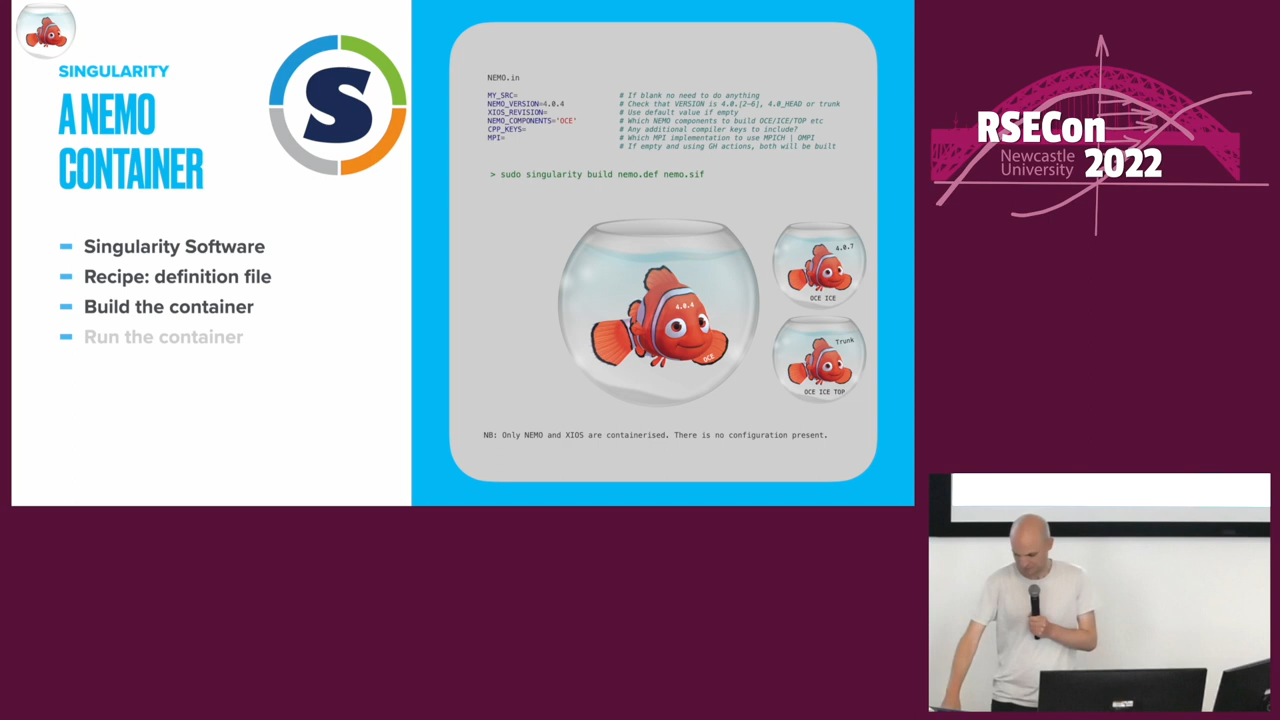 SINGULARITY
A NEMO
CONTAINER
S
Singularity Software
Recipe: definition file
Build the container
Run the container
NEMO.in
MY_SRC= # If blank no need to do anything
NEMO_VERSION=4.0.4 # Check that VERSION is 4.0.[2-6], 4.0_HEAD or trunk
XIOS_REVISION= # Use default value if empty
NEMO_COMPONENTS='OCE' # Which NEMO components to build OCE/ICE/TOP etc
CPP_KEYS= # Any additional compiler keys to include?
MPI= # Which MPI implementation to use MPICH | OMPI
# If empty and using GH actions, both will be built
> sudo singularity build nemo.def nemo.sif
4.0.4
OCE
4.0.7
OCE ICE
Trunk
OCE ICE TOP
NB: Only NEMO and XIOS are containerised. There is no configuration present.
RSECon
Newcastle
University
2022